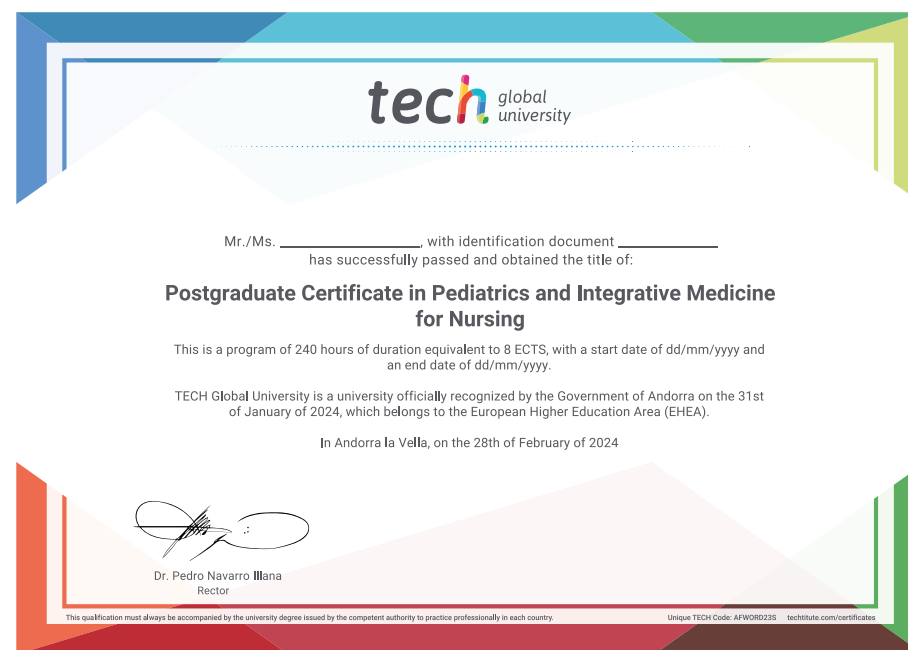 tech global
university
Mr./Ms. ____________________, with identification document ______________
has successfully passed and obtained the title of:
Postgraduate Certificate in Pediatrics and Integrative Medicine
for Nursing
This is a program of 240 hours of duration equivalent to 8 ECTS, with a start date of dd/mm/yyyy and
an end date of dd/mm/yyyy.
TECH Global University is a university officially recognized by the Government of Andorra on the 31st
of January of 2024, which belongs to the European Higher Education Area (EHEA).
In Andorra la Vella, on the 28th of February of 2024
Dr. Pedro Navarro Illana
Rector
This qualification must always be accompanied by the university degree issued by the competent authority to practice professionally in each country.
Unique TECH Code: AFWORD23S techtitute.com/certificates